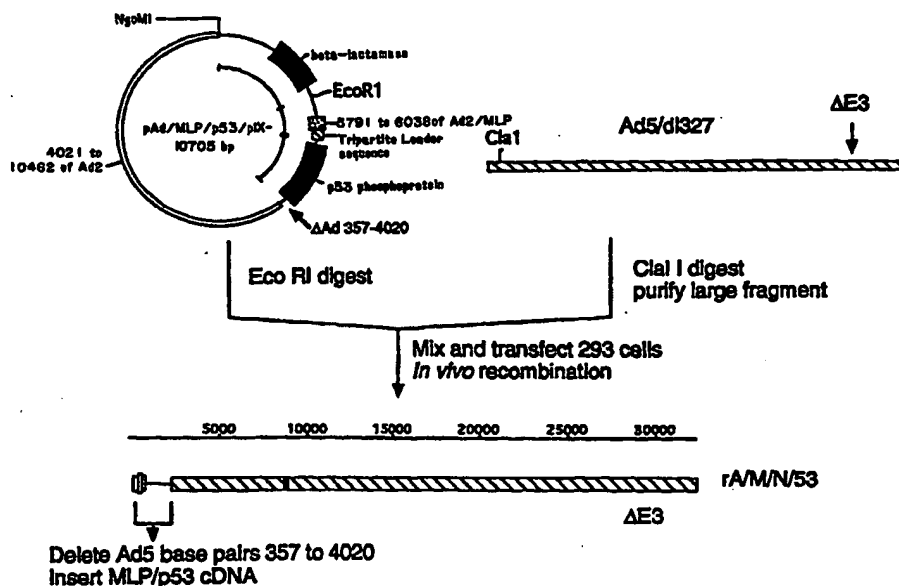 NgoMI
beta-lactamase
EcoR1
5791 to 6038 of Ad2/MLP
Tripartite Leader
sequence
p53 phosphoprotein
ΔAd 357-4020
4021 to
10462 of Ad2
pAd/MLP/p53/pIX-
10705 bp
Cla1
Ad5/dl327
ΔE3
Eco RI digest
Clal I digest
purify large fragment
Mix and transfect 293 cells
In vivo recombination
5000 10000 15000 20000 25000 30000
rA/M/N/53
ΔE3
Delete Ad5 base pairs 357 to 4020
Insert MLP/p53 cDNA